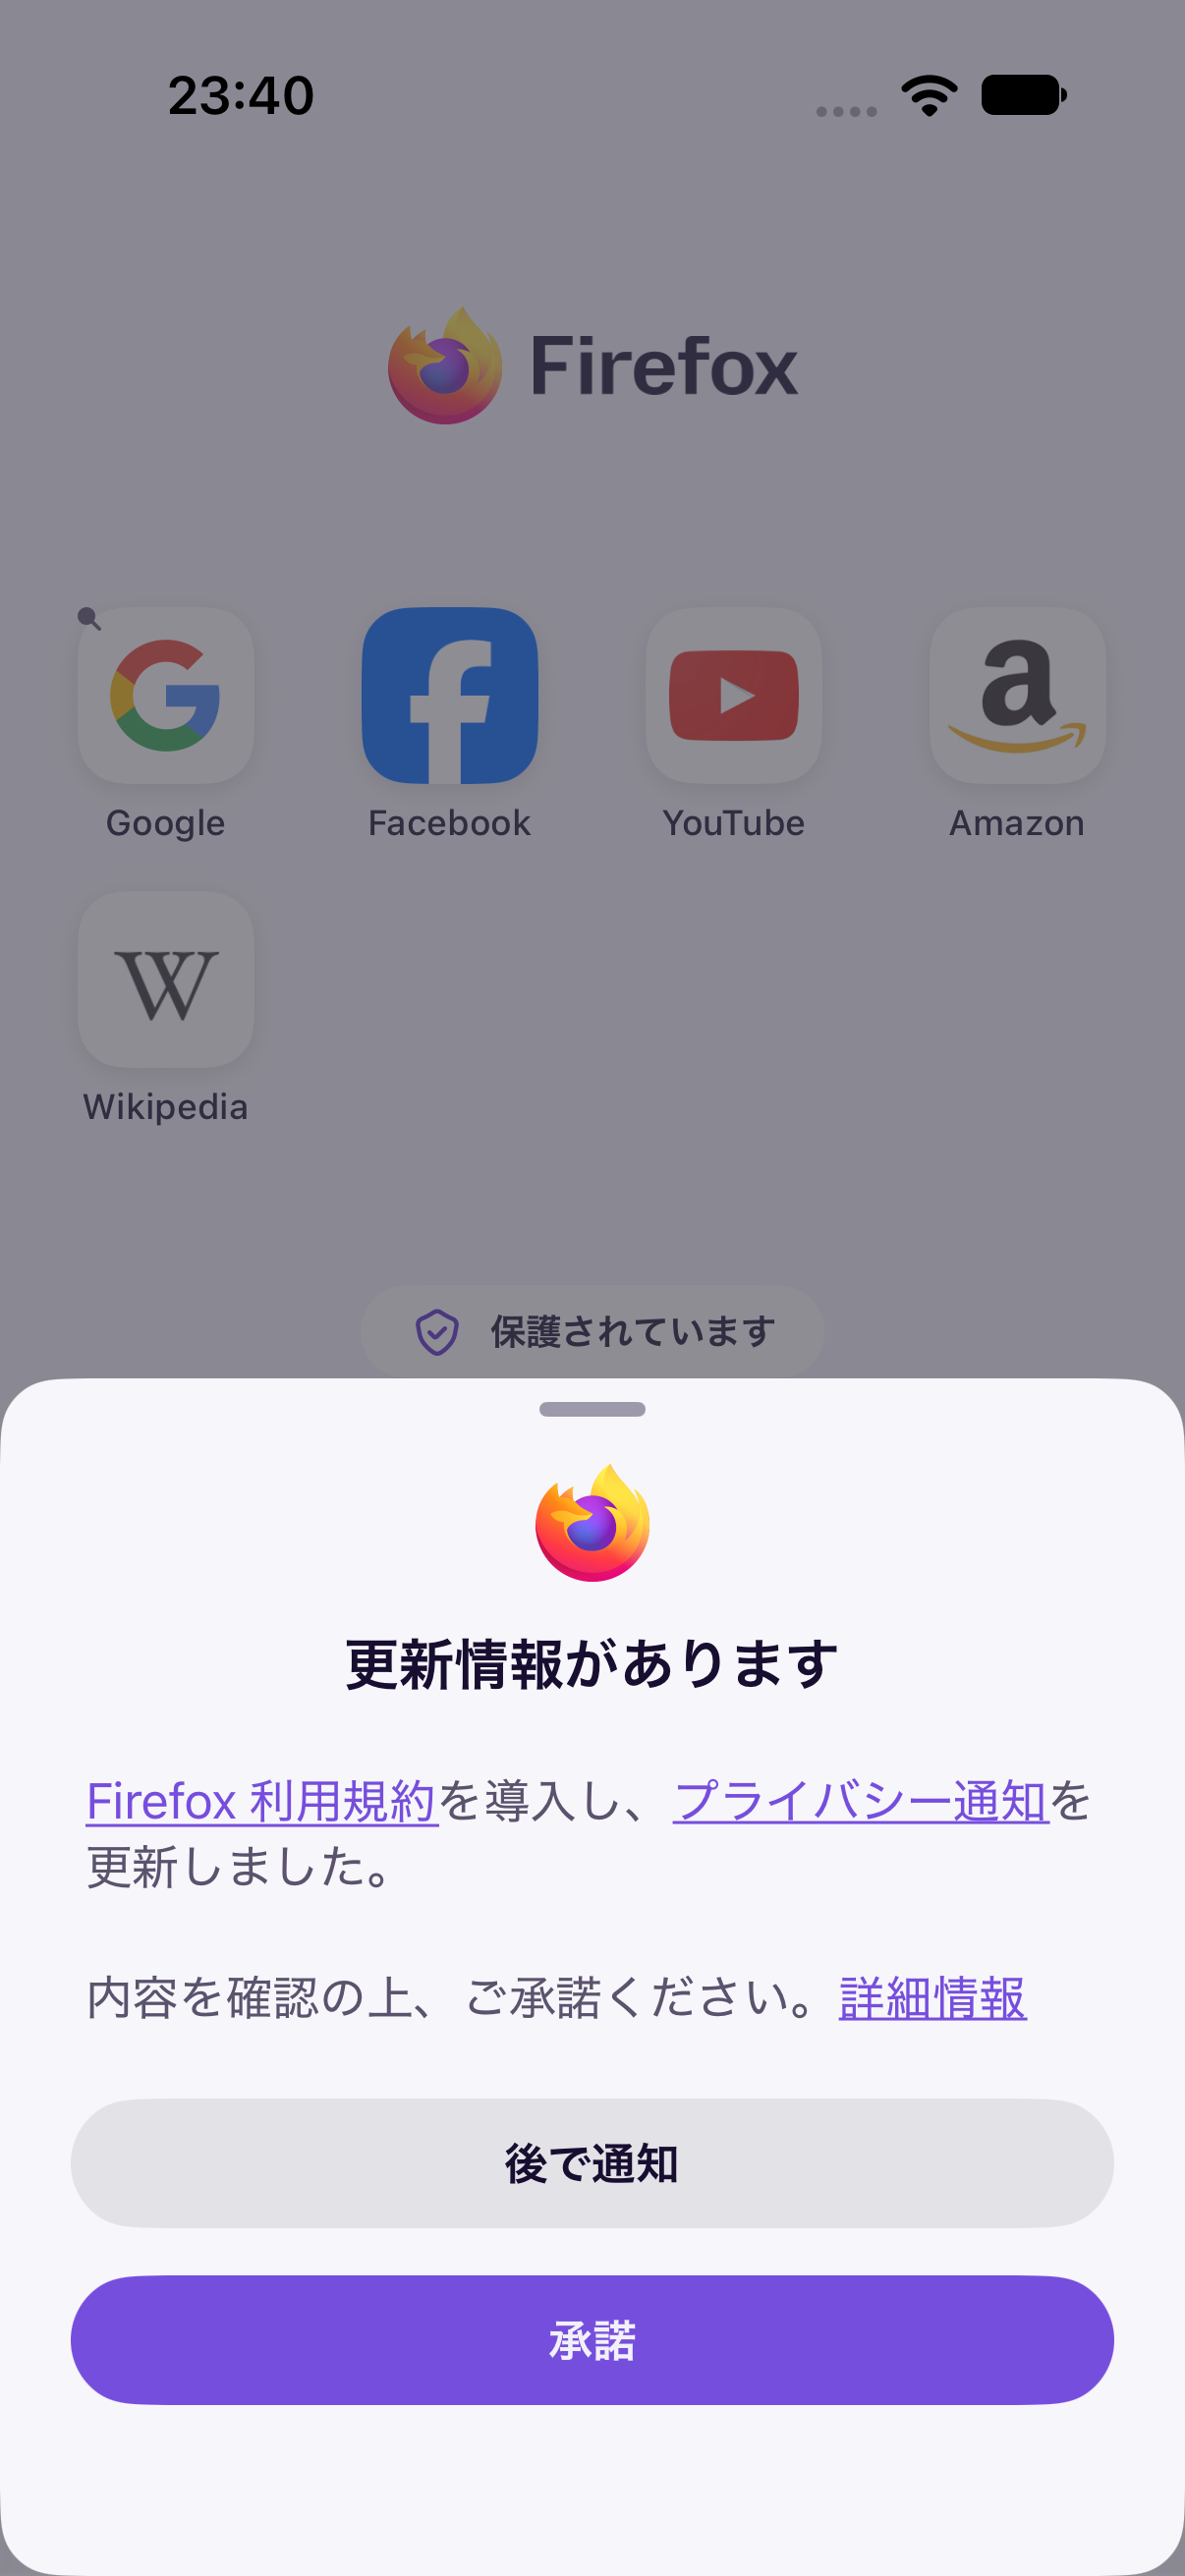 23:40
Firefox
Google
Facebook
YouTube
Amazon
Wikipedia
保護されています
更新情報があります
Firefox 利用規約を導入し、プライバシー通知を
更新しました。
内容を確認の上、ご承諾ください。詳細情報
後で通知
承諾